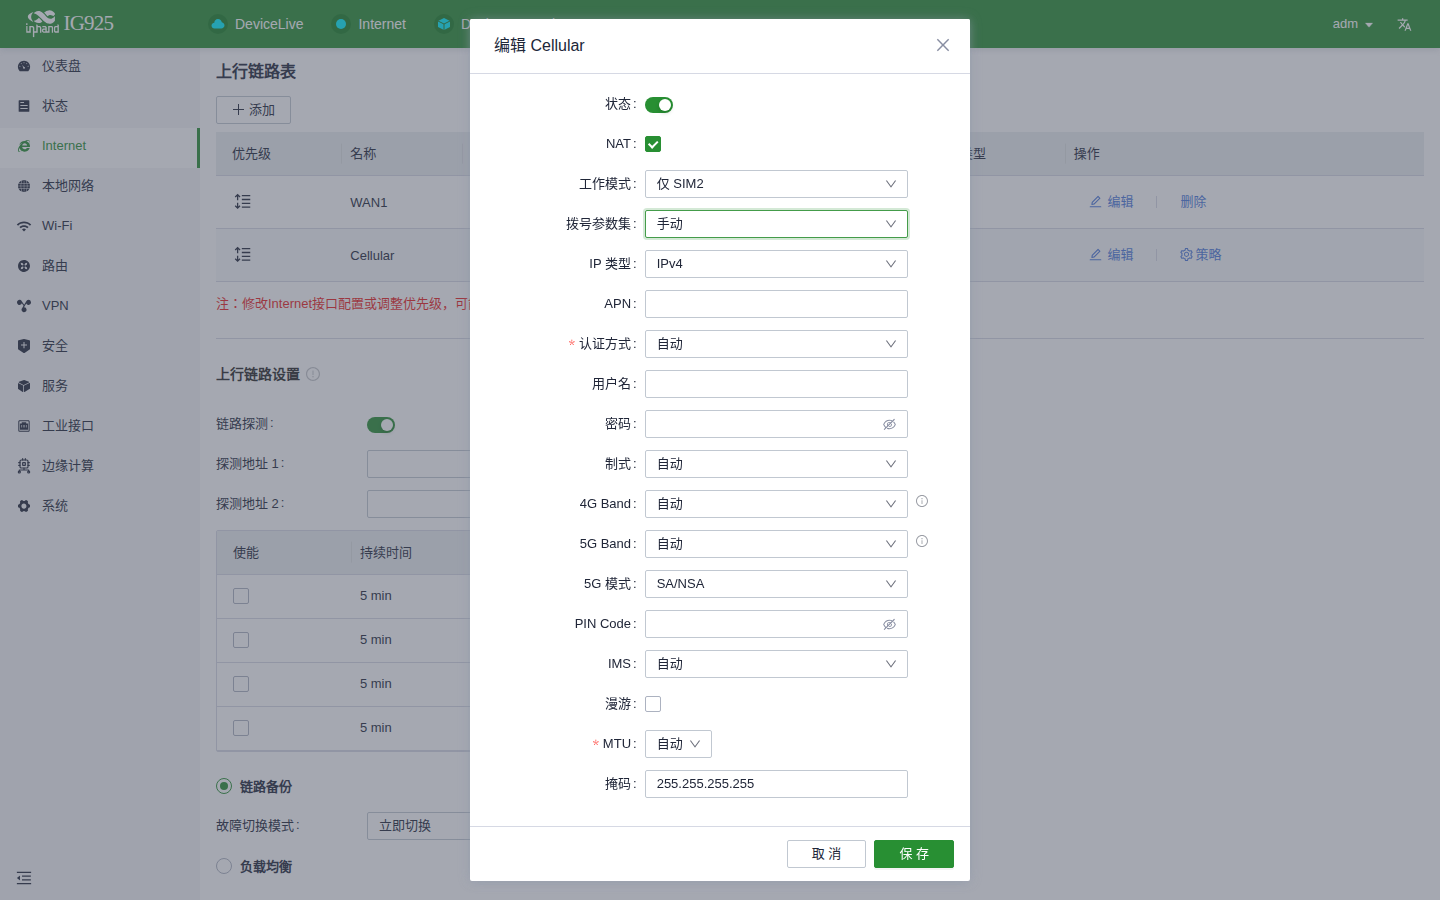 inhand IG925
DeviceLive
Internet
adm
编辑 Cellular
仪表盘
状态
Internet
本地网络
Wi-Fi
路由
VPN
安全
服务
工业接口
边缘计算
系统
上行链路表
添加
优先级
名称
类型
操作
WAN1
编辑
删除
Cellular
编辑
策略
注：修改Internet接口配置或调整优先级，可
上行链路设置
链路探测:
探测地址 1:
探测地址 2:
使能
持续时间
5 min
5 min
5 min
5 min
链路备份
故障切换模式:
立即切换
负载均衡
状态:
NAT:
工作模式: 仅 SIM2
拨号参数集: 手动
IP 类型: IPv4
APN:
* 认证方式: 自动
用户名:
密码:
制式: 自动
4G Band: 自动
5G Band: 自动
5G 模式: SA/NSA
PIN Code:
IMS: 自动
漫游:
* MTU: 自动
掩码: 255.255.255.255
取 消
保 存